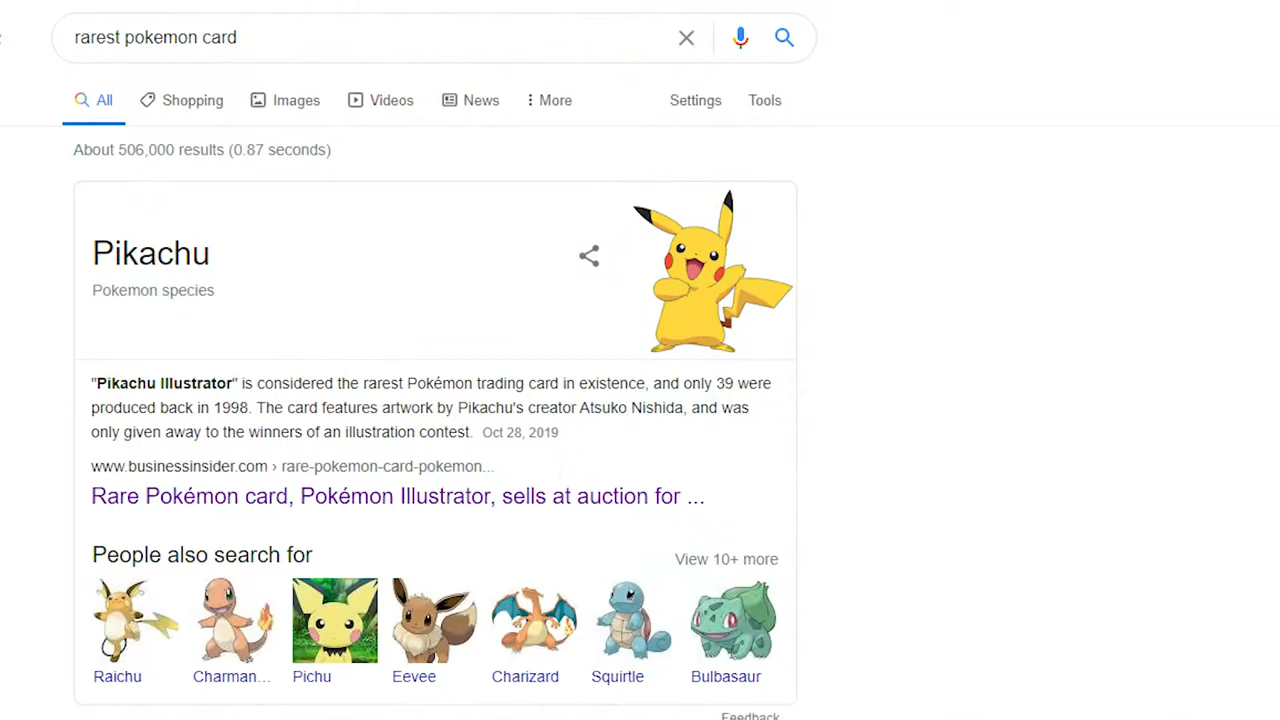 rarest pokemon card
All Shopping Images Videos News More Settings Tools
About 506,000 results (0.87 seconds)
Pikachu
Pokemon species
"Pikachu Illustrator" is considered the rarest Pokémon trading card in existence, and only 39 were
produced back in 1998. The card features artwork by Pikachu's creator Atsuko Nishida, and was
only given away to the winners of an illustration contest. Oct 28, 2019
www.businessinsider.com › rare-pokemon-card-pokemon...
Rare Pokémon card, Pokémon Illustrator, sells at auction for ...
People also search for
View 10+ more
Raichu Charman... Pichu Eevee Charizard Squirtle Bulbasaur
Feedback